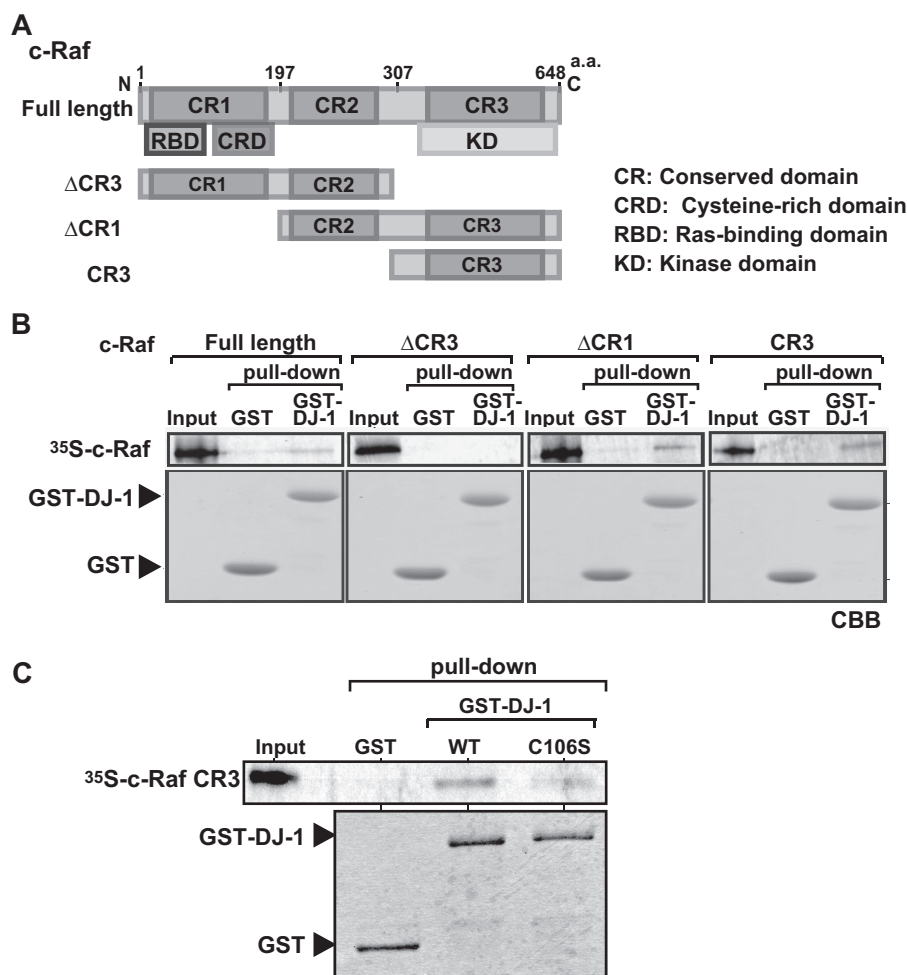 A
c-Raf
a.a.
N 1 197 307 648 C
Full length CR1 CR2 CR3
RBD CRD KD
ΔCR3 CR1 CR2
ΔCR1 CR2 CR3
CR3 CR3
CR: Conserved domain
CRD: Cysteine-rich domain
RBD: Ras-binding domain
KD: Kinase domain
B
c-Raf Full length ΔCR3 ΔCR1 CR3
pull-down pull-down pull-down pull-down
Input GST GST-DJ-1 Input GST GST-DJ-1 Input GST GST-DJ-1 Input GST GST-DJ-1
³⁵S-c-Raf
GST-DJ-1
GST
CBB
C
pull-down
GST-DJ-1
Input GST WT C106S
³⁵S-c-Raf CR3
GST-DJ-1
GST